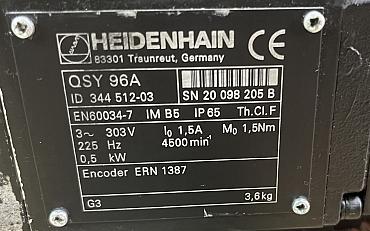 HEIDENHAIN CE
83301 Traunreut, Germany
QSY 96A
ID 344 512-03 SN 20 098 205 B
EN60034-7 IM B5 IP 65 Th.Cl.F
3~ 303V I0 1,5A M0 1,5Nm
225 Hz 4500 min⁻¹
0,5 kW
Encoder ERN 1387
G3 3,6kg